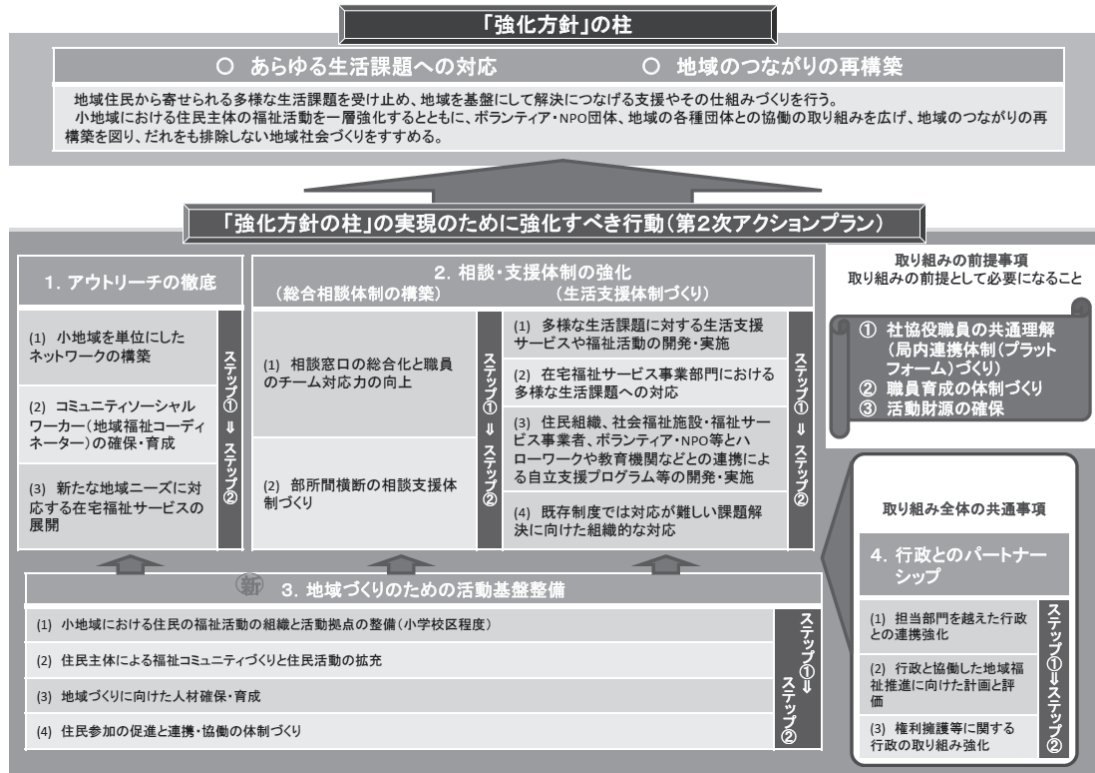 「強化方針」の柱
○ あらゆる生活課題への対応
○ 地域のつながりの再構築
地域住民から寄せられる多様な生活課題を受け止め、地域を基盤にして解決につなげる支援やその仕組みづくりを行う。
小地域における住民主体の福祉活動を一層強化するとともに、ボランティア・NPO団体、地域の各種団体との協働の取り組みを広げ、地域のつながりの再
構築を図り、だれもを排除しない地域社会づくりをすすめる。
「強化方針の柱」の実現のために強化すべき行動(第2次アクションプラン)
1. アウトリーチの徹底
(1) 小地域を単位にした
ネットワークの構築
(2) コミュニティソーシャル
ワーカー(地域福祉コーディ
ネーター)の確保・育成
(3) 新たな地域ニーズに対
応する在宅福祉サービスの
展開
ステップ① ⇓ ステップ②
2. 相談・支援体制の強化
(総合相談体制の構築)
(生活支援体制づくり)
(1) 相談窓口の総合化と職員
のチーム対応力の向上
(2) 部所間横断の相談支援体
制づくり
ステップ① ⇓ ステップ②
(1) 多様な生活課題に対する生活支援
サービスや福祉活動の開発・実施
(2) 在宅福祉サービス事業部門における
多様な生活課題への対応
(3) 住民組織、社会福祉施設・福祉サー
ビス事業者、ボランティア・NPO等とハ
ローワークや教育機関などとの連携によ
る自立支援プログラム等の開発・実施
(4) 既存制度では対応が難しい課題解
決に向けた組織的な対応
ステップ① ⇓ ステップ②
取り組みの前提事項
取り組みの前提として必要になること
① 社協役職員の共通理解
(局内連携体制(プラット
フォーム)づくり)
② 職員育成の体制づくり
③ 活動財源の確保
新
3. 地域づくりのための活動基盤整備
(1) 小地域における住民の福祉活動の組織と活動拠点の整備(小学校区程度)
(2) 住民主体による福祉コミュニティづくりと住民活動の拡充
(3) 地域づくりに向けた人材確保・育成
(4) 住民参加の促進と連携・協働の体制づくり
ステップ①⇓
ステップ②
取り組み全体の共通事項
4. 行政とのパートナー
シップ
(1) 担当部門を越えた行政
との連携強化
(2) 行政と協働した地域福
祉推進に向けた計画と評
価
(3) 権利擁護等に関する
行政の取り組み強化
ステップ①⇓ステップ②